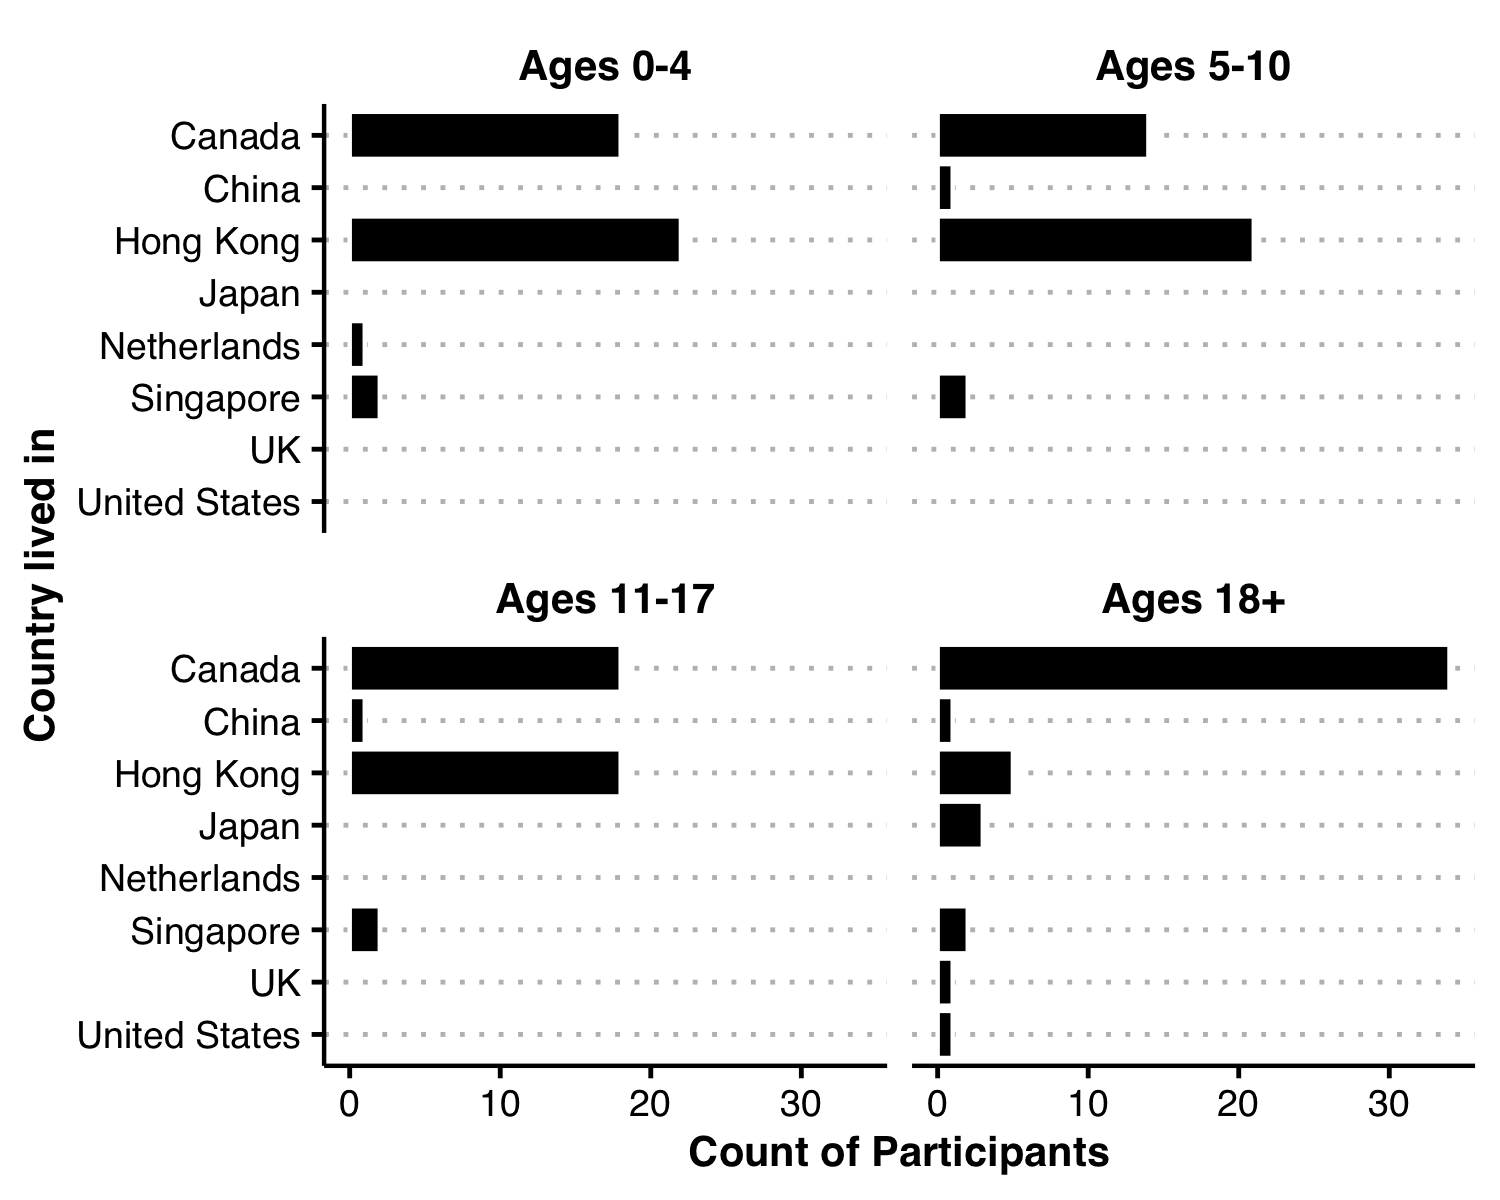 Ages 0-4
Ages 5-10
Canada
China
Hong Kong
Japan
Netherlands
Singapore
UK
United States
Country lived in
Ages 11-17
Ages 18+
Canada
China
Hong Kong
Japan
Netherlands
Singapore
UK
United States
0 10 20 30
0 10 20 30
Count of Participants